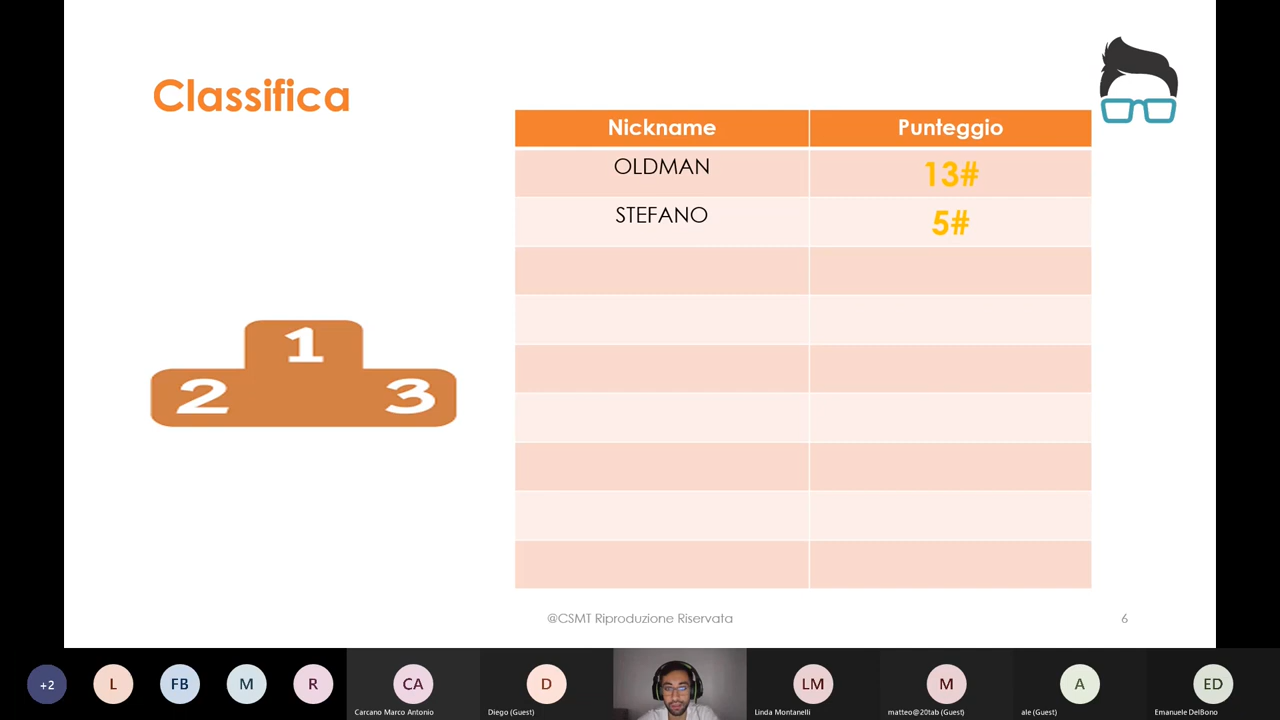 Classifica
Nickname Punteggio
OLDMAN 13#
STEFANO 5#
1
2 3
@CSMT Riproduzione Riservata 6
+2 L FB M R CA D LM M A ED
Carcano Marco Antonio Diego (Guest) Linda Montanelli matteo@20tab (Guest) ale (Guest) Emanuele DelBono